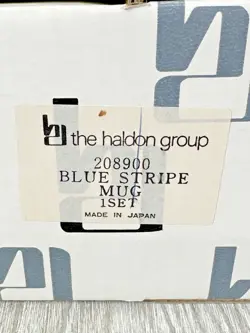 the haldon group
208900
BLUE STRIPE
MUG
1SET
MADE IN JAPAN